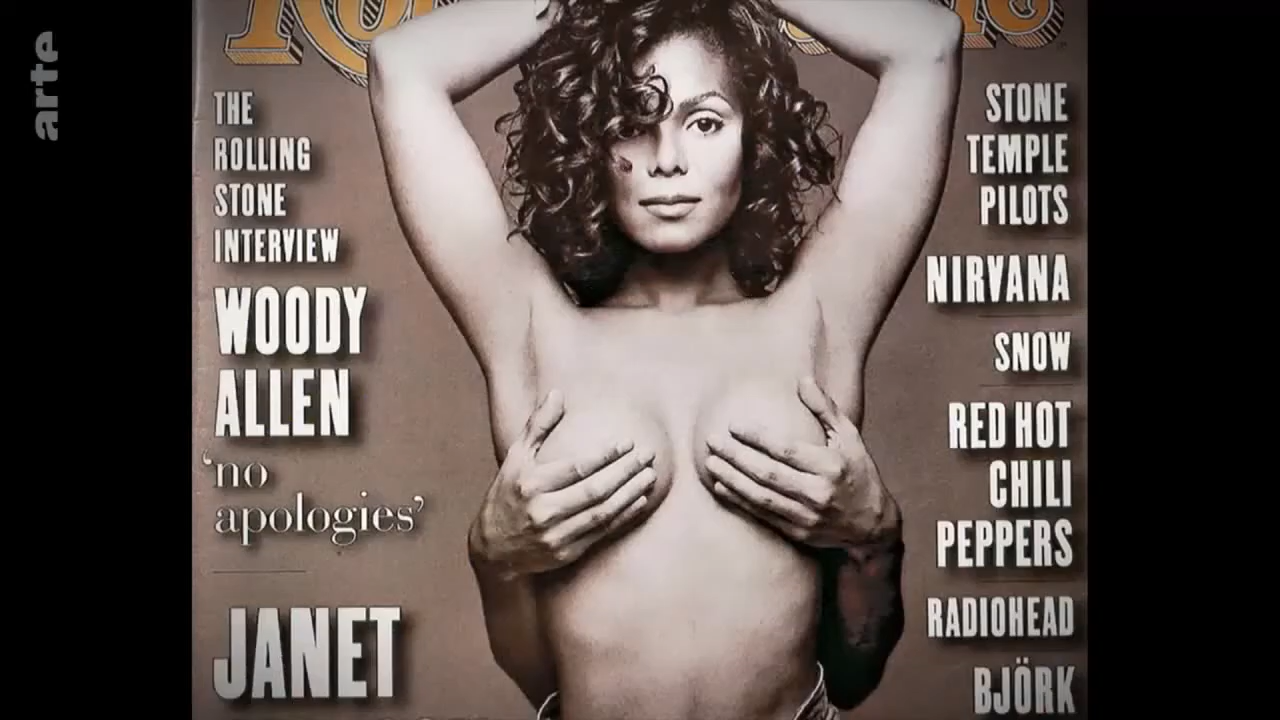 arte
THE
ROLLING
STONE
INTERVIEW
WOODY
ALLEN
‘no
apologies’
JANET
STONE
TEMPLE
PILOTS
NIRVANA
SNOW
RED HOT
CHILI
PEPPERS
RADIOHEAD
BJÖRK